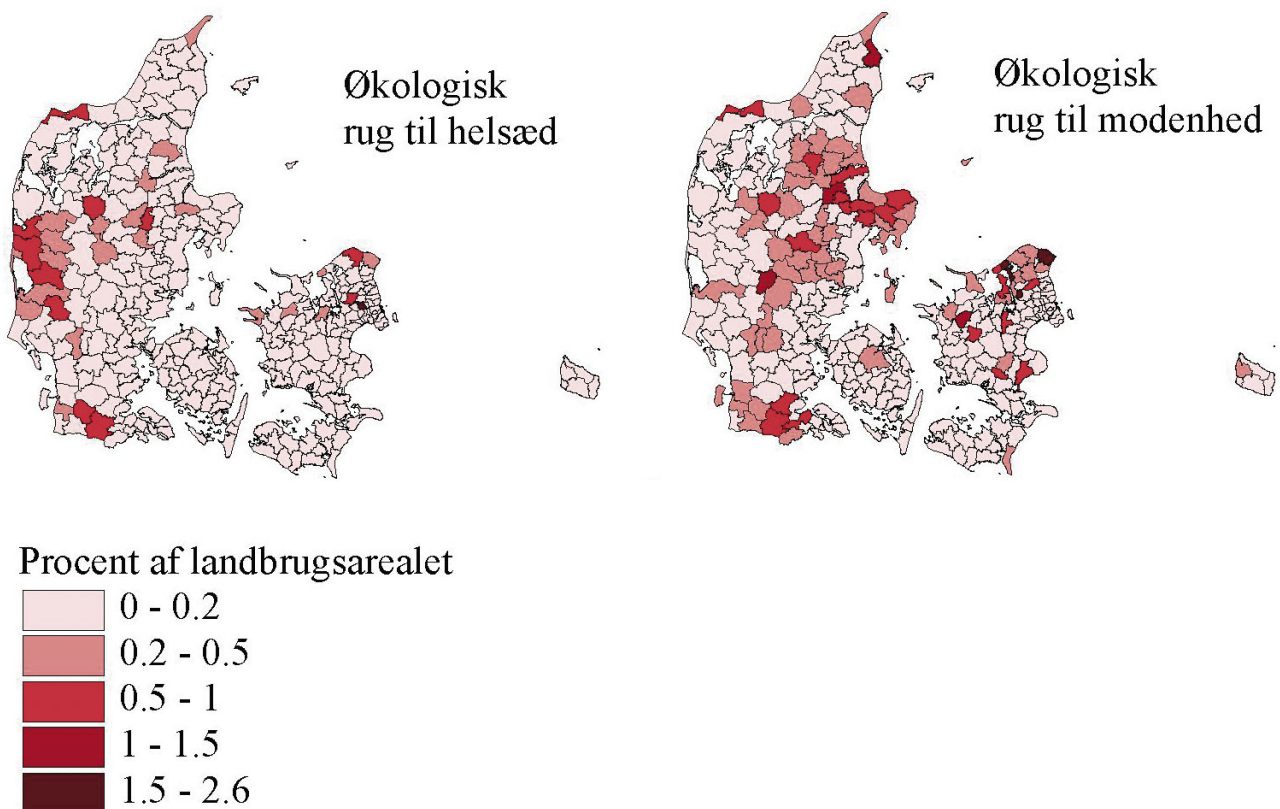 Økologisk
rug til helsæd
Økologisk
rug til modenhed
Procent af landbrugsarealet
0 - 0.2
0.2 - 0.5
0.5 - 1
1 - 1.5
1.5 - 2.6